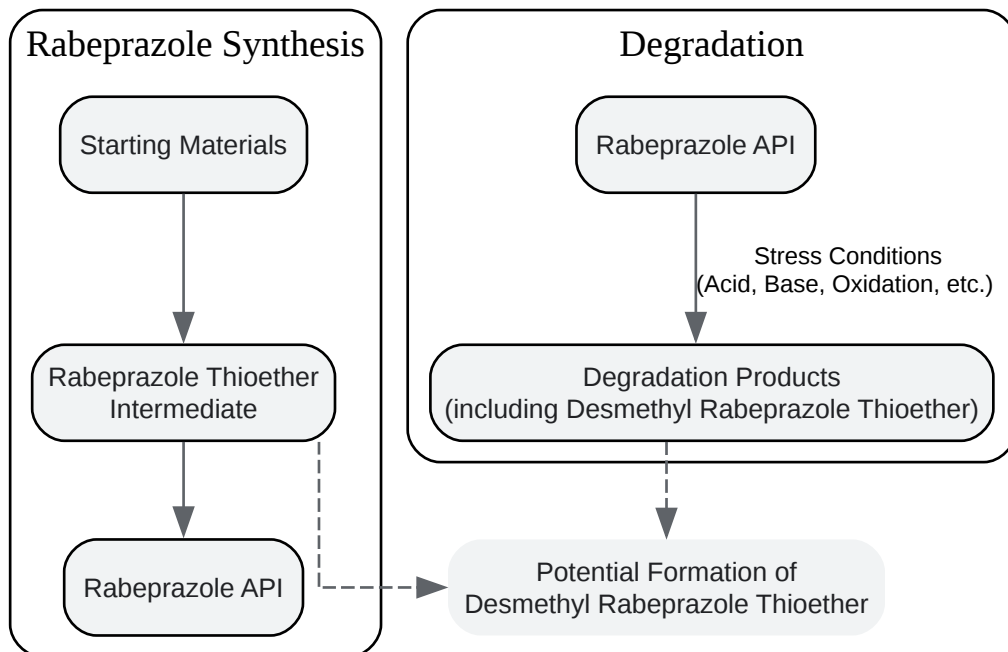 Rabeprazole Synthesis
Starting Materials
Rabeprazole Thioether
Intermediate
Rabeprazole API
Degradation
Rabeprazole API
Stress Conditions
(Acid, Base, Oxidation, etc.)
Degradation Products
(including Desmethyl Rabeprazole Thioether)
Potential Formation of
Desmethyl Rabeprazole Thioether